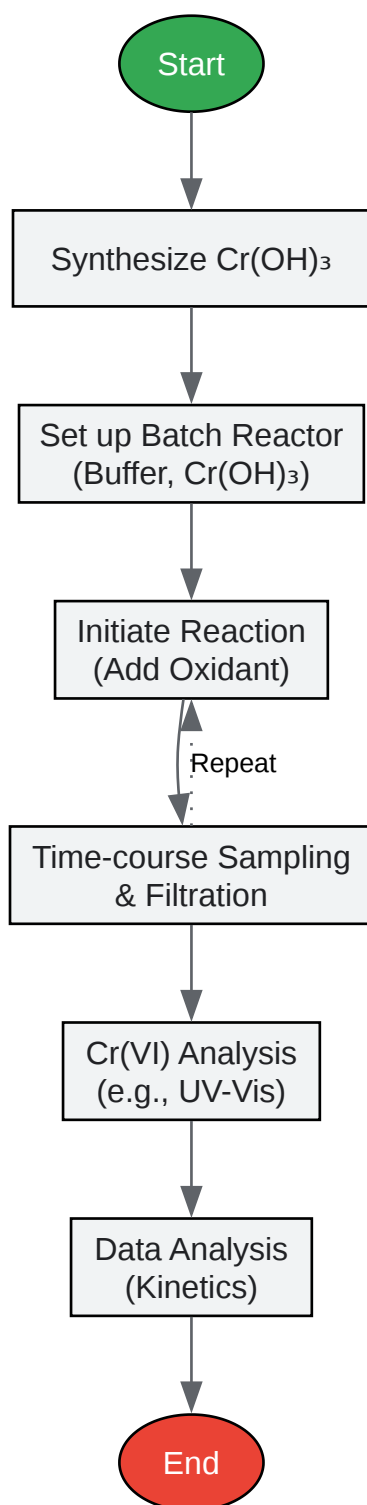 Start
Synthesize Cr(OH)₃
Set up Batch Reactor
(Buffer, Cr(OH)₃)
Initiate Reaction
(Add Oxidant)
Repeat
Time-course Sampling
& Filtration
Cr(VI) Analysis
(e.g., UV-Vis)
Data Analysis
(Kinetics)
End